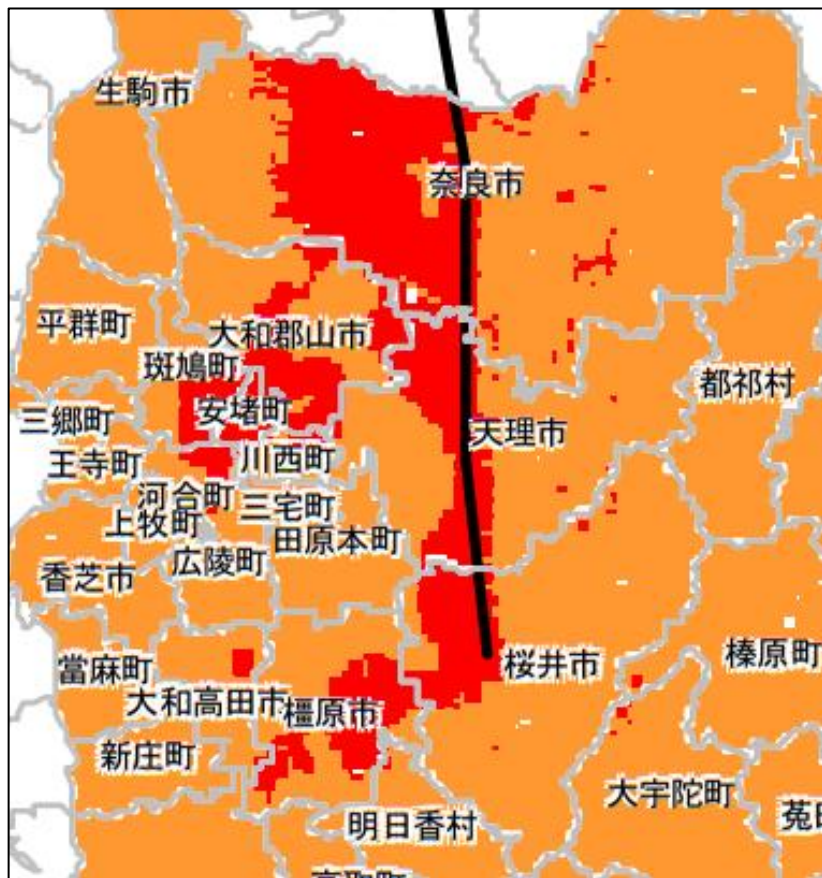 生駒市
奈良市
平群町
大和郡山市
斑鳩町
都祁村
三郷町
安堵町
天理市
王寺町
川西町
河合町
三宅町
上牧町
田原本町
広陵町
香芝市
當麻町
桜井市
榛原町
大和高田市
橿原市
新庄町
大宇陀町
明日香村